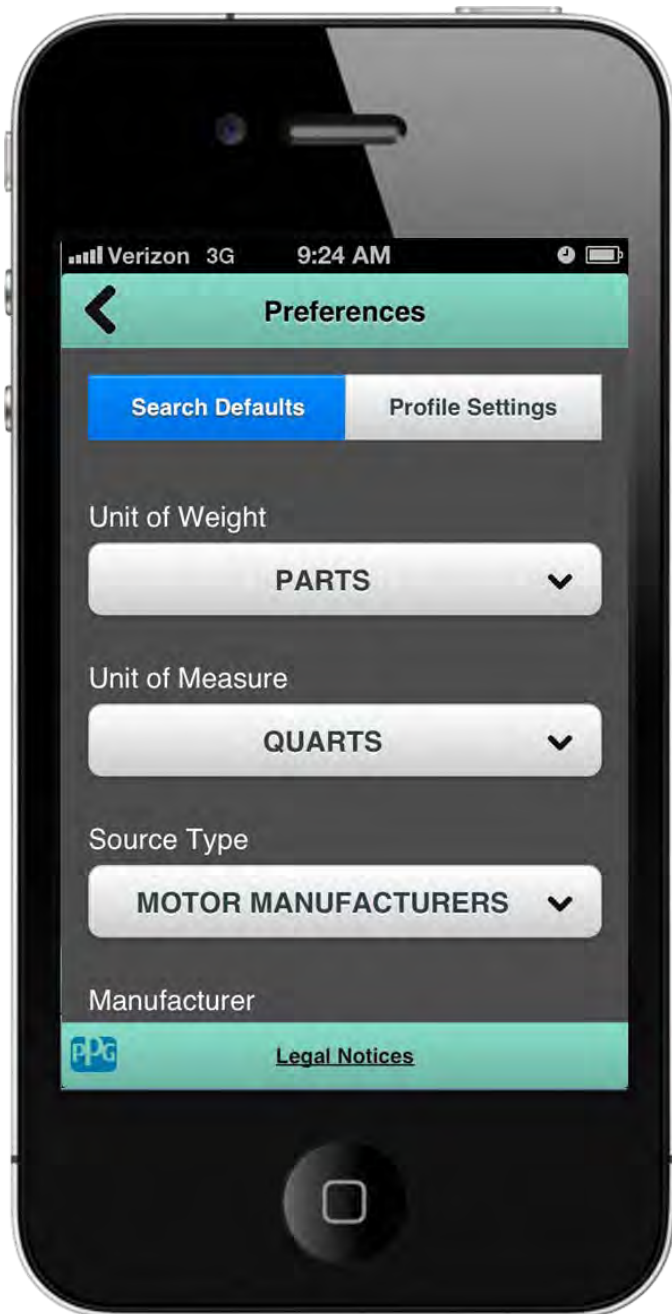 Verizon 3G 9:24 AM
Preferences
Search Defaults Profile Settings
Unit of Weight
PARTS
Unit of Measure
QUARTS
Source Type
MOTOR MANUFACTURERS
Manufacturer
PPG Legal Notices